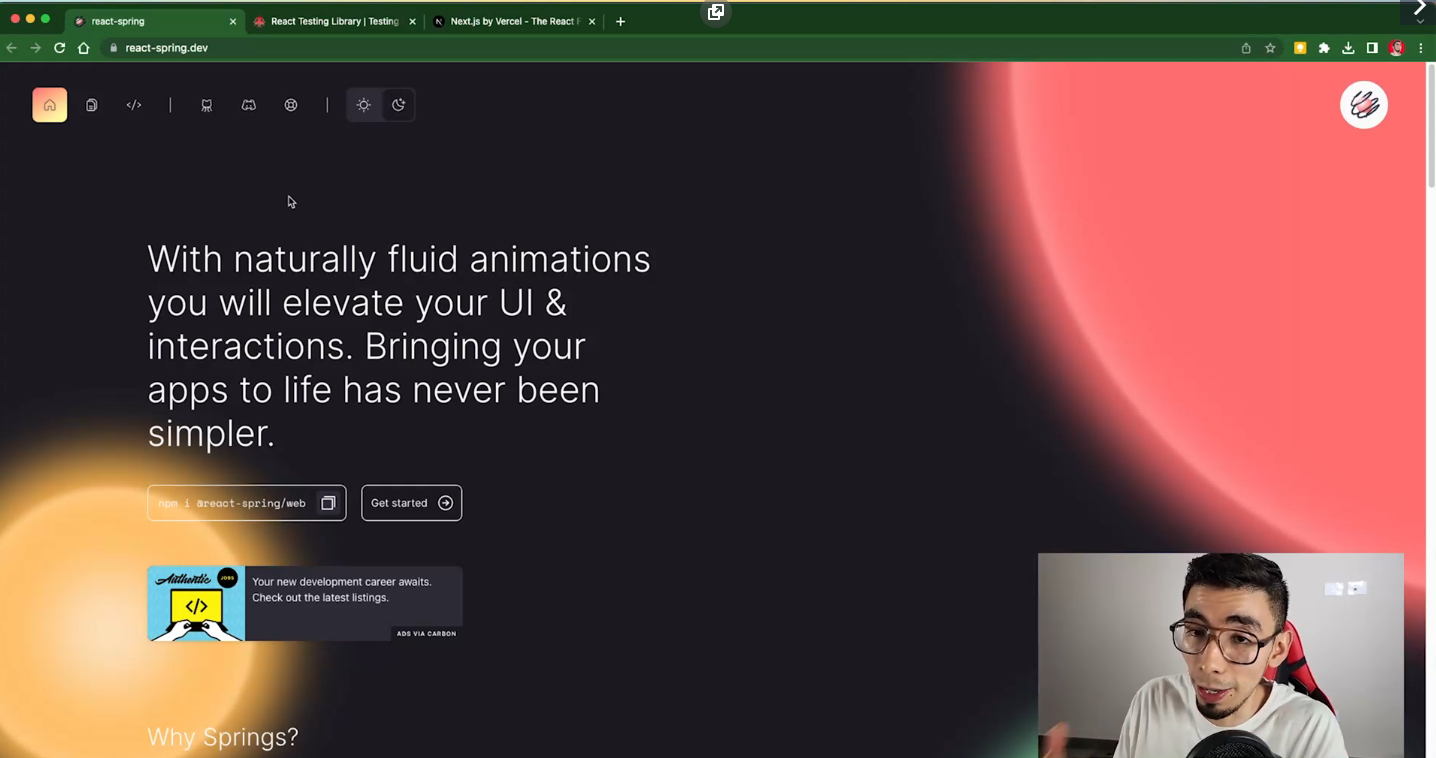 react-spring
React Testing Library | Testing
Next.js by Vercel - The React F
react-spring.dev
With naturally fluid animations
you will elevate your UI &
interactions. Bringing your
apps to life has never been
simpler.
npm i @react-spring/web
Get started
Authentic
JOBS
Your new development career awaits.
Check out the latest listings.
ADS VIA CARBON
Why Springs?